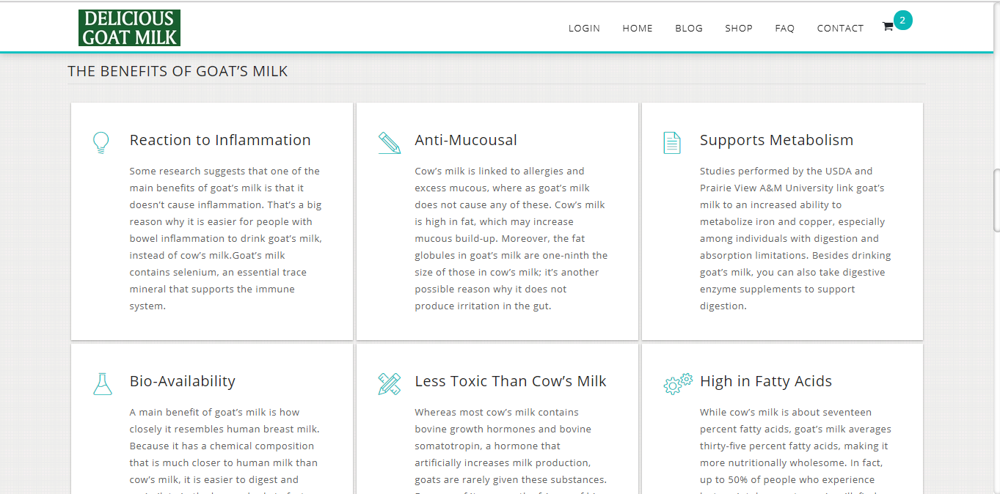 DELICIOUS
GOAT MILK
LOGIN HOME BLOG SHOP FAQ CONTACT 2
THE BENEFITS OF GOAT’S MILK
Reaction to Inflammation
Some research suggests that one of the
main benefits of goat’s milk is that it
doesn’t cause inflammation. That’s a big
reason why it is easier for people with
bowel inflammation to drink goat’s milk,
instead of cow’s milk.Goat’s milk
contains selenium, an essential trace
mineral that supports the immune
system.
Anti-Mucousal
Cow’s milk is linked to allergies and
excess mucous, where as goat’s milk
does not cause any of these. Cow’s milk
is high in fat, which may increase
mucous build-up. Moreover, the fat
globules in goat’s milk are one-ninth the
size of those in cow’s milk; it’s another
possible reason why it does not
produce irritation in the gut.
Supports Metabolism
Studies performed by the USDA and
Prairie View A&M University link goat’s
milk to an increased ability to
metabolize iron and copper, especially
among individuals with digestion and
absorption limitations. Besides drinking
goat’s milk, you can also take digestive
enzyme supplements to support
digestion.
Bio-Availability
A main benefit of goat’s milk is how
closely it resembles human breast milk.
Because it has a chemical composition
that is much closer to human milk than
cow’s milk, it is easier to digest and
Less Toxic Than Cow’s Milk
Whereas most cow’s milk contains
bovine growth hormones and bovine
somatotropin, a hormone that
artificially increases milk production,
goats are rarely given these substances.
High in Fatty Acids
While cow’s milk is about seventeen
percent fatty acids, goat’s milk averages
thirty-five percent fatty acids, making it
more nutritionally wholesome. In fact,
up to 50% of people who experience